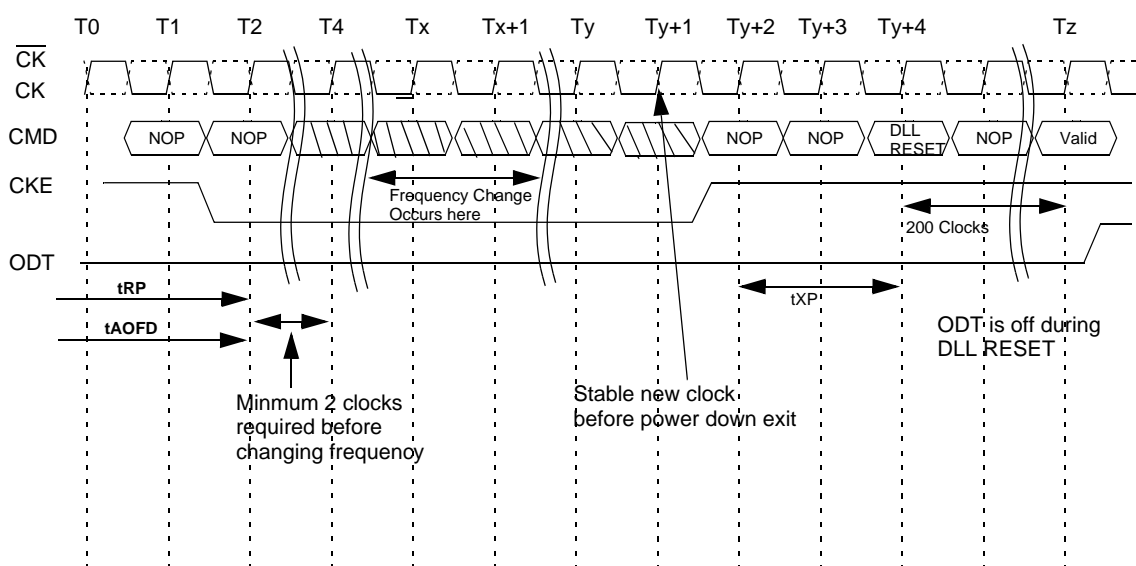 T0 T1 T2 T4 Tx Tx+1 Ty Ty+1 Ty+2 Ty+3 Ty+4 Tz
CK
CK
CMD NOP NOP NOP NOP DLL RESET NOP Valid
CKE
Frequency Change
Occurs here
200 Clocks
ODT
tRP
tXP
tAOFD
ODT is off during
DLL RESET
Minmum 2 clocks
required before
changing frequency
Stable new clock
before power down exit